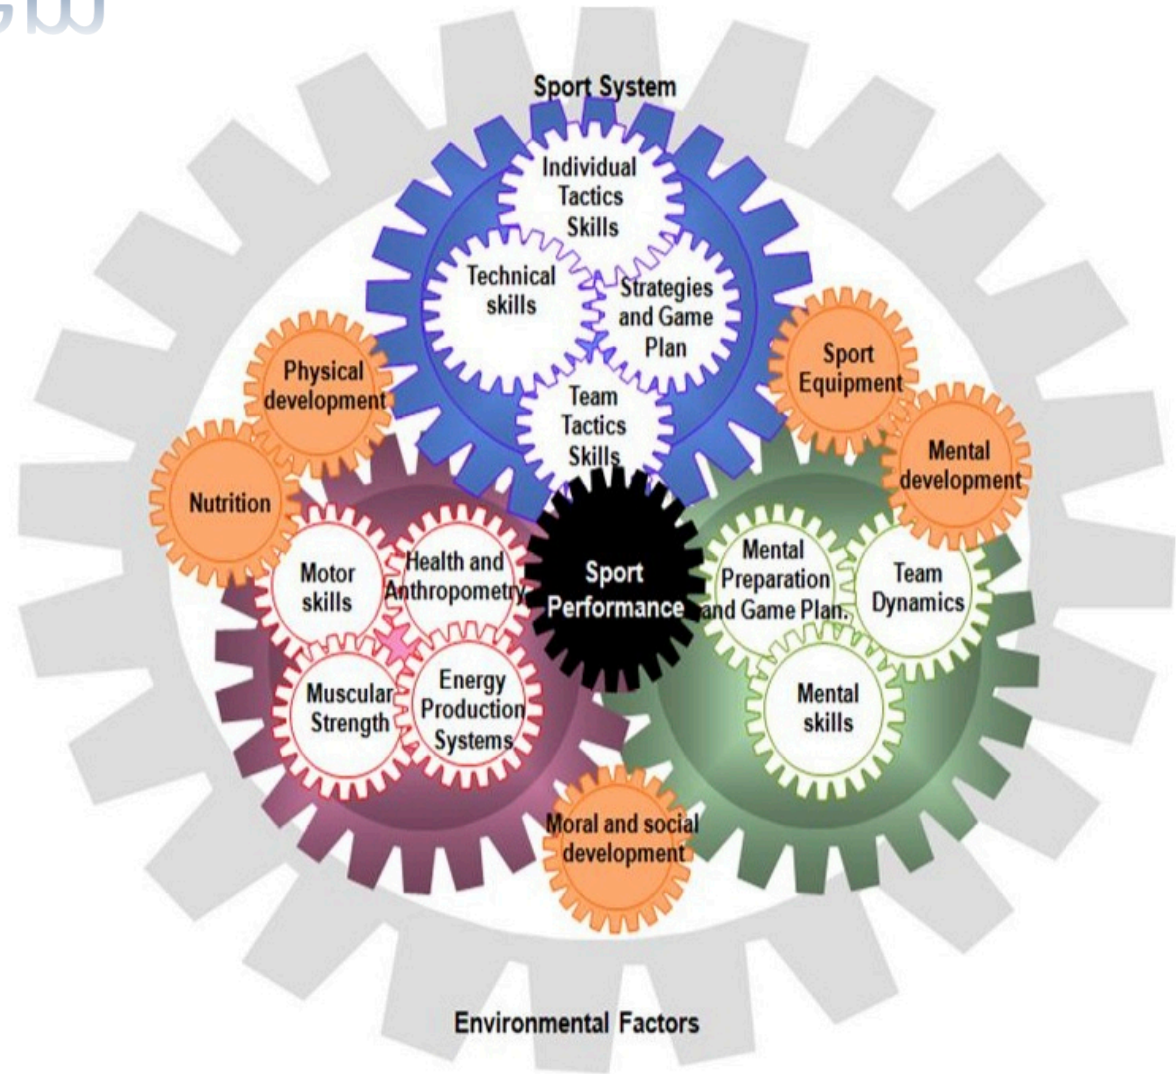 Sport System
Individual
Tactics
Skills
Technical
skills
Strategies
and Game
Plan
Team
Tactics
Skills
Physical
development
Nutrition
Sport
Equipment
Mental
development
Motor
skills
Health and
Anthropometry
Muscular
Strength
Energy
Production
Systems
Sport
Performance
Mental
Preparation
and Game Plan.
Team
Dynamics
Mental
skills
Moral and social
development
Environmental Factors